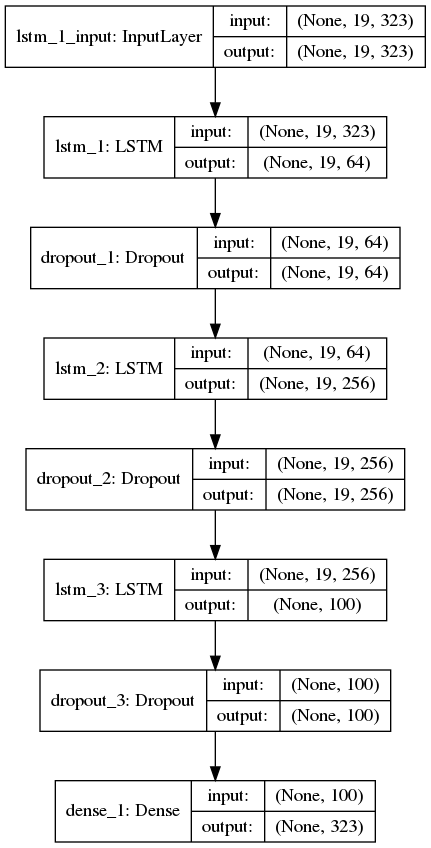 lstm_1_input: InputLayer
input: (None, 19, 323)
output: (None, 19, 323)
lstm_1: LSTM
input: (None, 19, 323)
output: (None, 19, 64)
dropout_1: Dropout
input: (None, 19, 64)
output: (None, 19, 64)
lstm_2: LSTM
input: (None, 19, 64)
output: (None, 19, 256)
dropout_2: Dropout
input: (None, 19, 256)
output: (None, 19, 256)
lstm_3: LSTM
input: (None, 19, 256)
output: (None, 100)
dropout_3: Dropout
input: (None, 100)
output: (None, 100)
dense_1: Dense
input: (None, 100)
output: (None, 323)